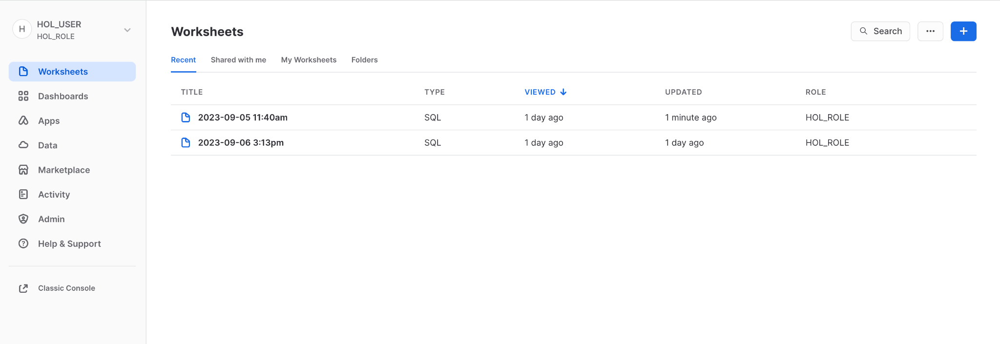 H
HOL_USER
HOL_ROLE
Worksheets
Dashboards
Apps
Data
Marketplace
Activity
Admin
Help & Support
Classic Console
Worksheets
Search
Recent Shared with me My Worksheets Folders
TITLE TYPE VIEWED UPDATED ROLE
2023-09-05 11:40am SQL 1 day ago 1 minute ago HOL_ROLE
2023-09-06 3:13pm SQL 1 day ago 1 day ago HOL_ROLE